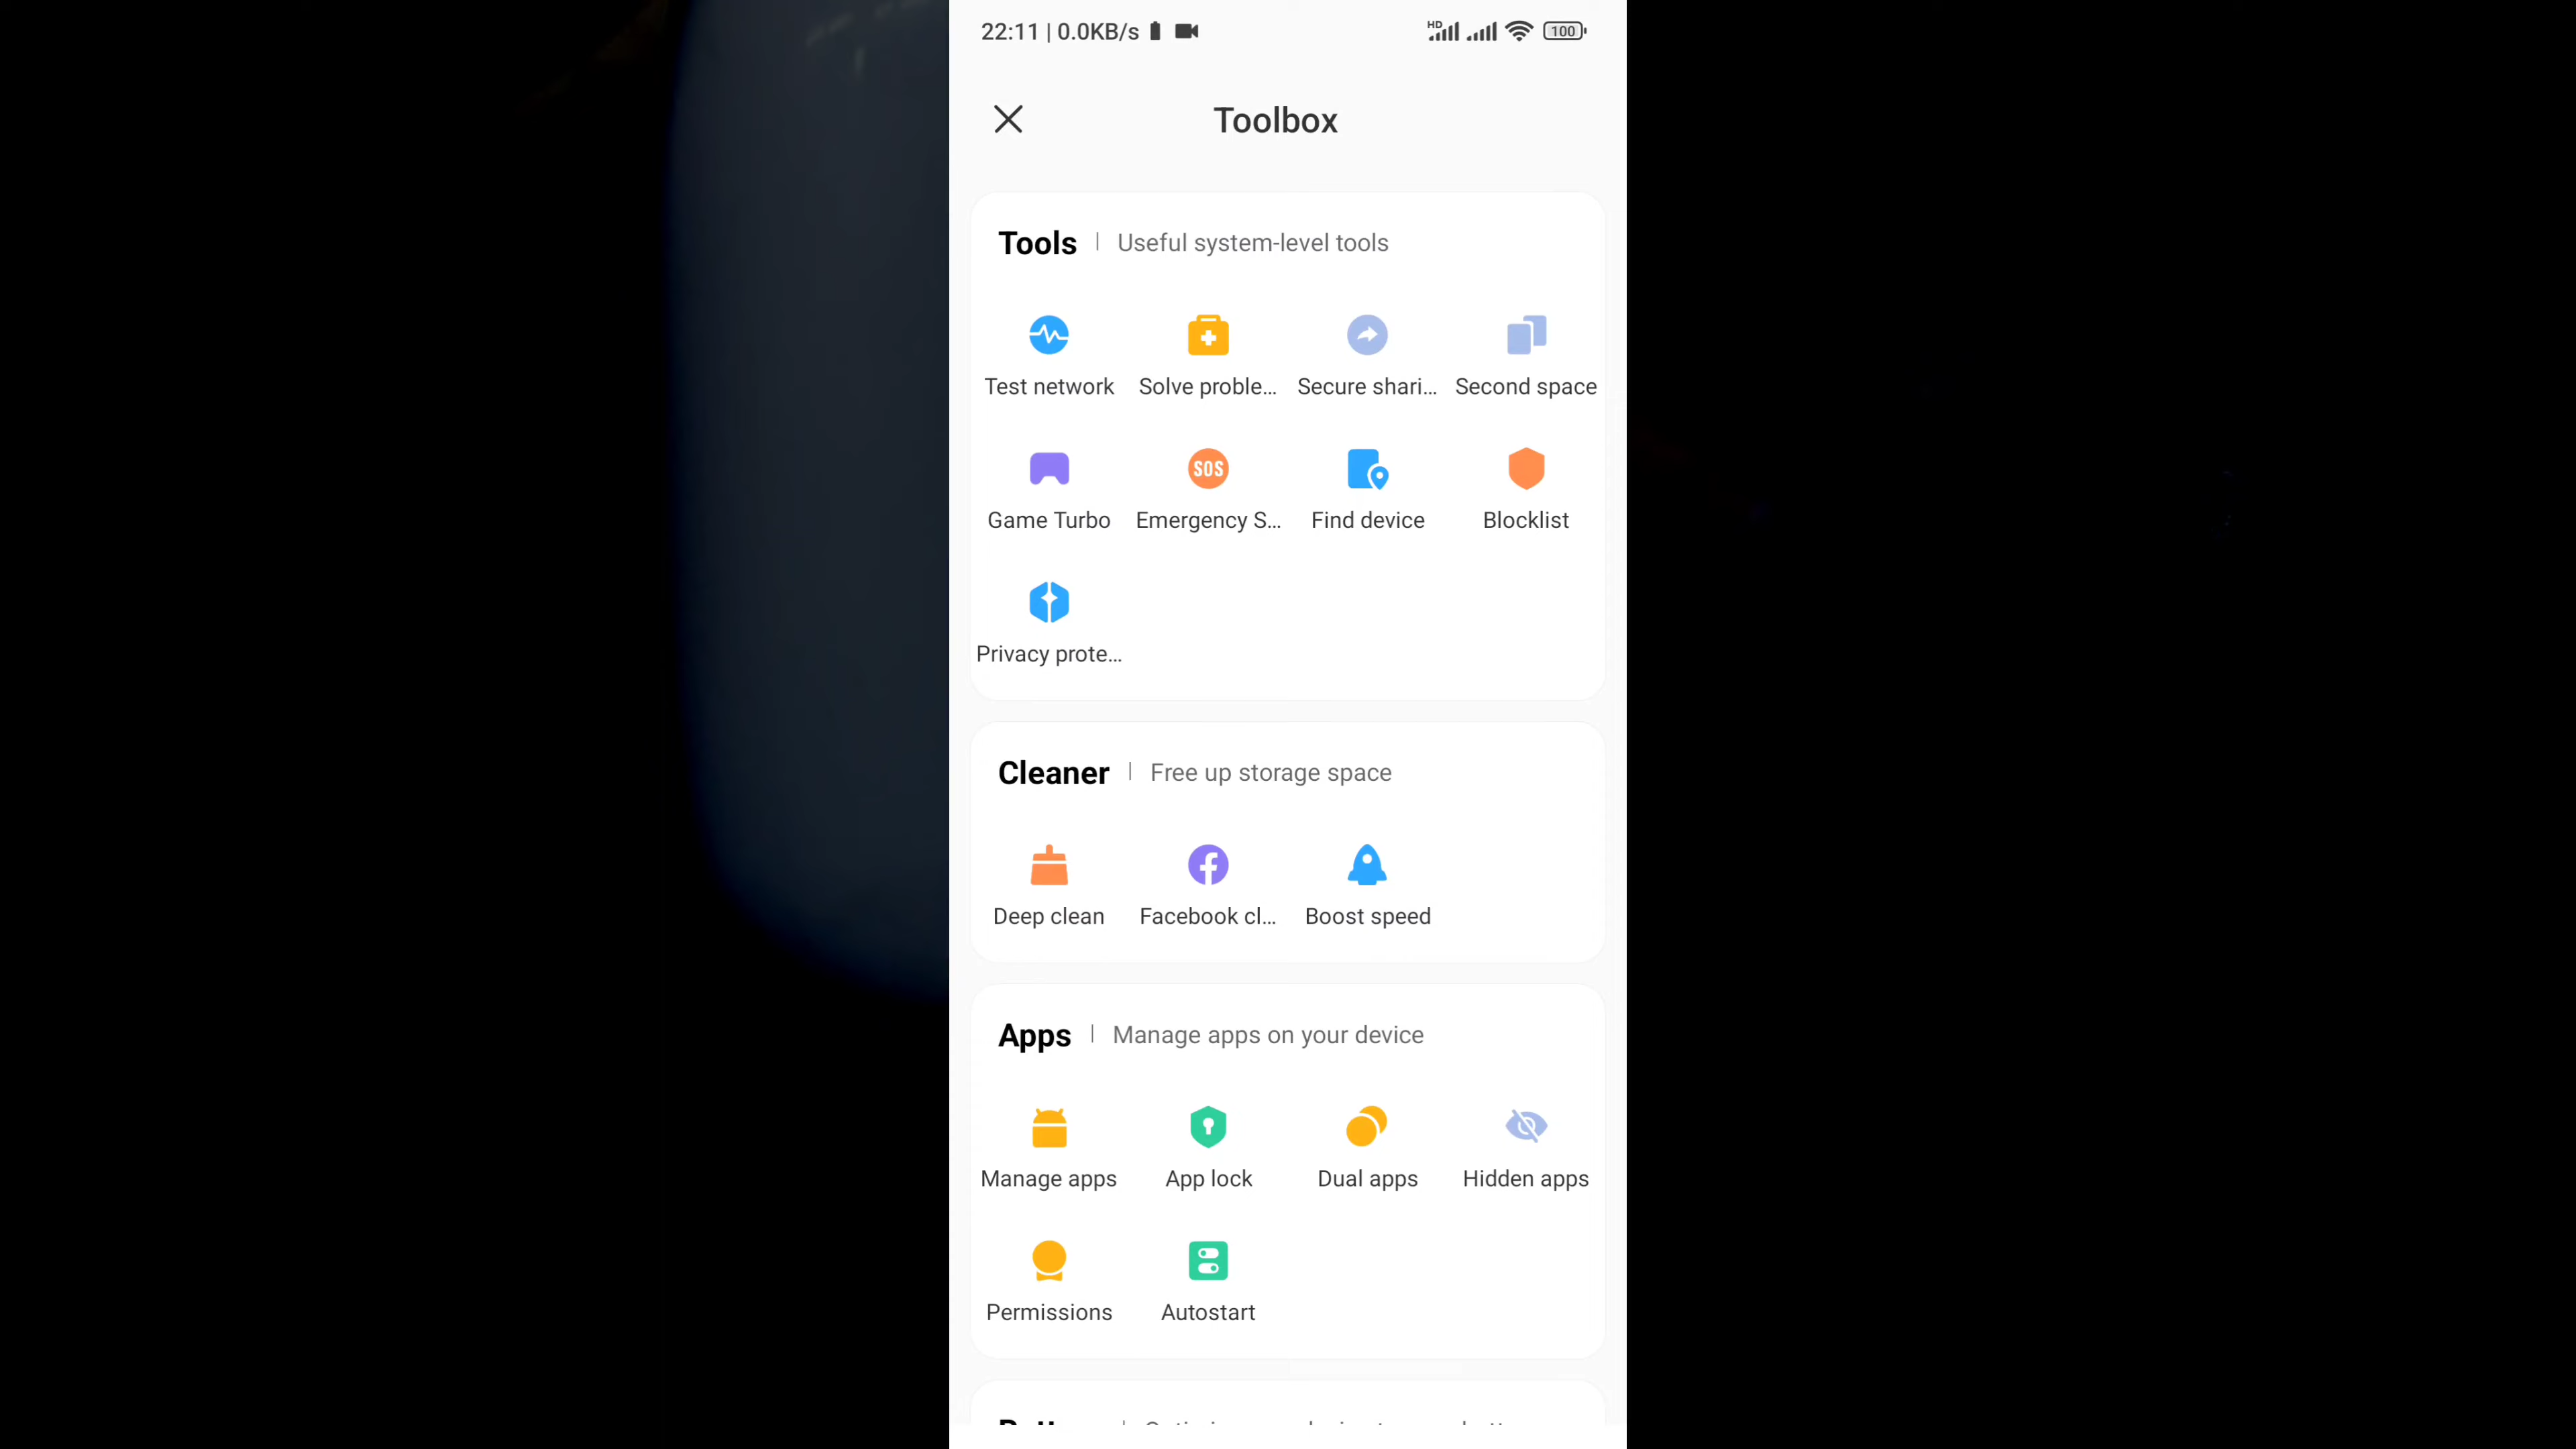 22:11 | 0.0KB/s
HD
100
Toolbox
Tools | Useful system-level tools
Test network Solve proble... Secure shari... Second space
SOS
Game Turbo Emergency S... Find device Blocklist
Privacy prote...
Cleaner | Free up storage space
Deep clean Facebook cl... Boost speed
Apps | Manage apps on your device
Manage apps App lock Dual apps Hidden apps
Permissions Autostart